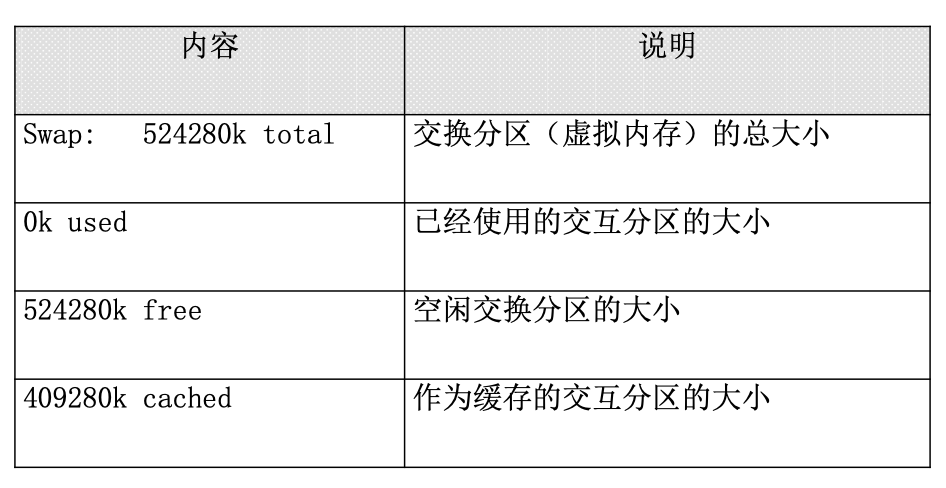 内容 说明
Swap: 524280k total 交换分区（虚拟内存）的总大小
0k used 已经使用的交互分区的大小
524280k free 空闲交换分区的大小
409280k cached 作为缓存的交互分区的大小